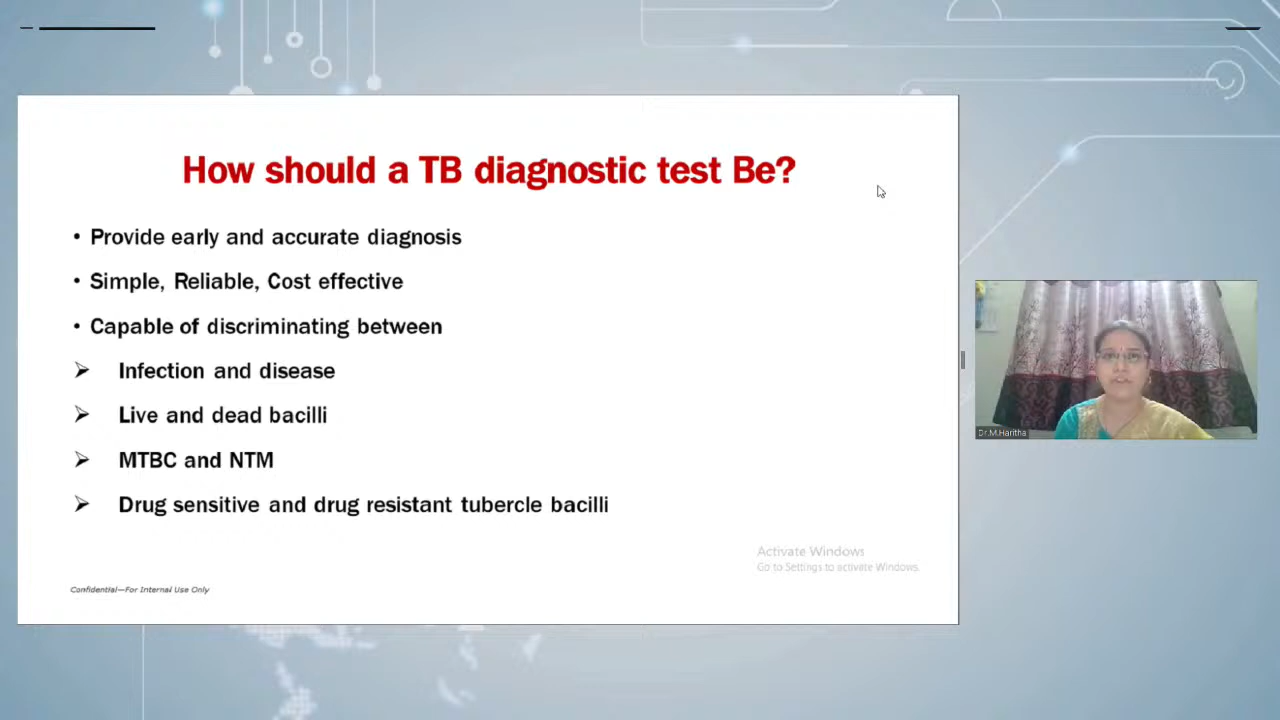 How should a TB diagnostic test Be?
• Provide early and accurate diagnosis
• Simple, Reliable, Cost effective
• Capable of discriminating between
➢ Infection and disease
➢ Live and dead bacilli
➢ MTBC and NTM
➢ Drug sensitive and drug resistant tubercle bacilli
Activate Windows
Go to Settings to activate Windows.
Confidential—For Internal Use Only
Dr.M.Haritha